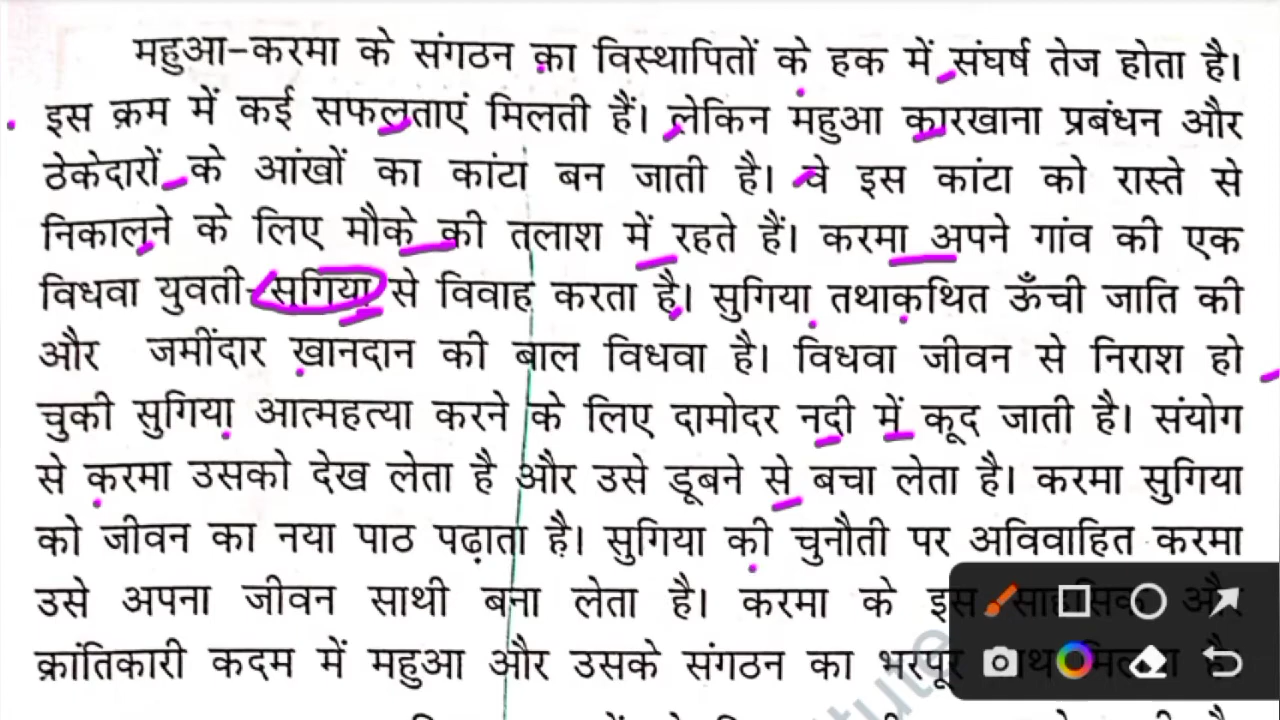 महुआ-करमा के संगठन का विस्थापितों के हक में संघर्ष तेज होता है।
इस क्रम में कई सफलताएं मिलती हैं। लेकिन महुआ कारखाना प्रबंधन और
ठेकेदारों के आंखों का कांटा बन जाती है। वे इस कांटा को रास्ते से
निकालने के लिए मौके की तलाश में रहते हैं। करमा अपने गांव की एक
विधवा युवती सुगिया से विवाह करता है। सुगिया तथाकथित ऊँची जाति की
और जमींदार खानदान की बाल विधवा है। विधवा जीवन से निराश हो
चुकी सुगिया आत्महत्या करने के लिए दामोदर नदी में कूद जाती है। संयोग
से करमा उसको देख लेता है और उसे डूबने से बचा लेता है। करमा सुगिया
को जीवन का नया पाठ पढ़ाता है। सुगिया की चुनौती पर अविवाहित करमा
उसे अपना जीवन साथी बना लेता है। करमा के इस साहसिक और
क्रांतिकारी कदम में महुआ और उसके संगठन का भरपूर साथ मिलता है।